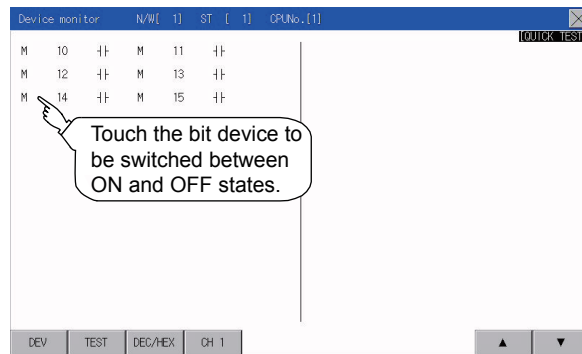 Device monitor N/W[ 1] ST [ 1] CPUNo.[1]
[QUICK TEST
M 10 ⊣⊢ M 11 ⊣⊢
M 12 ⊣⊢ M 13 ⊣⊢
M 14 ⊣⊢ M 15 ⊣⊢
Touch the bit device to
be switched between
ON and OFF states.
DEV TEST DEC/HEX CH 1 ▲ ▼